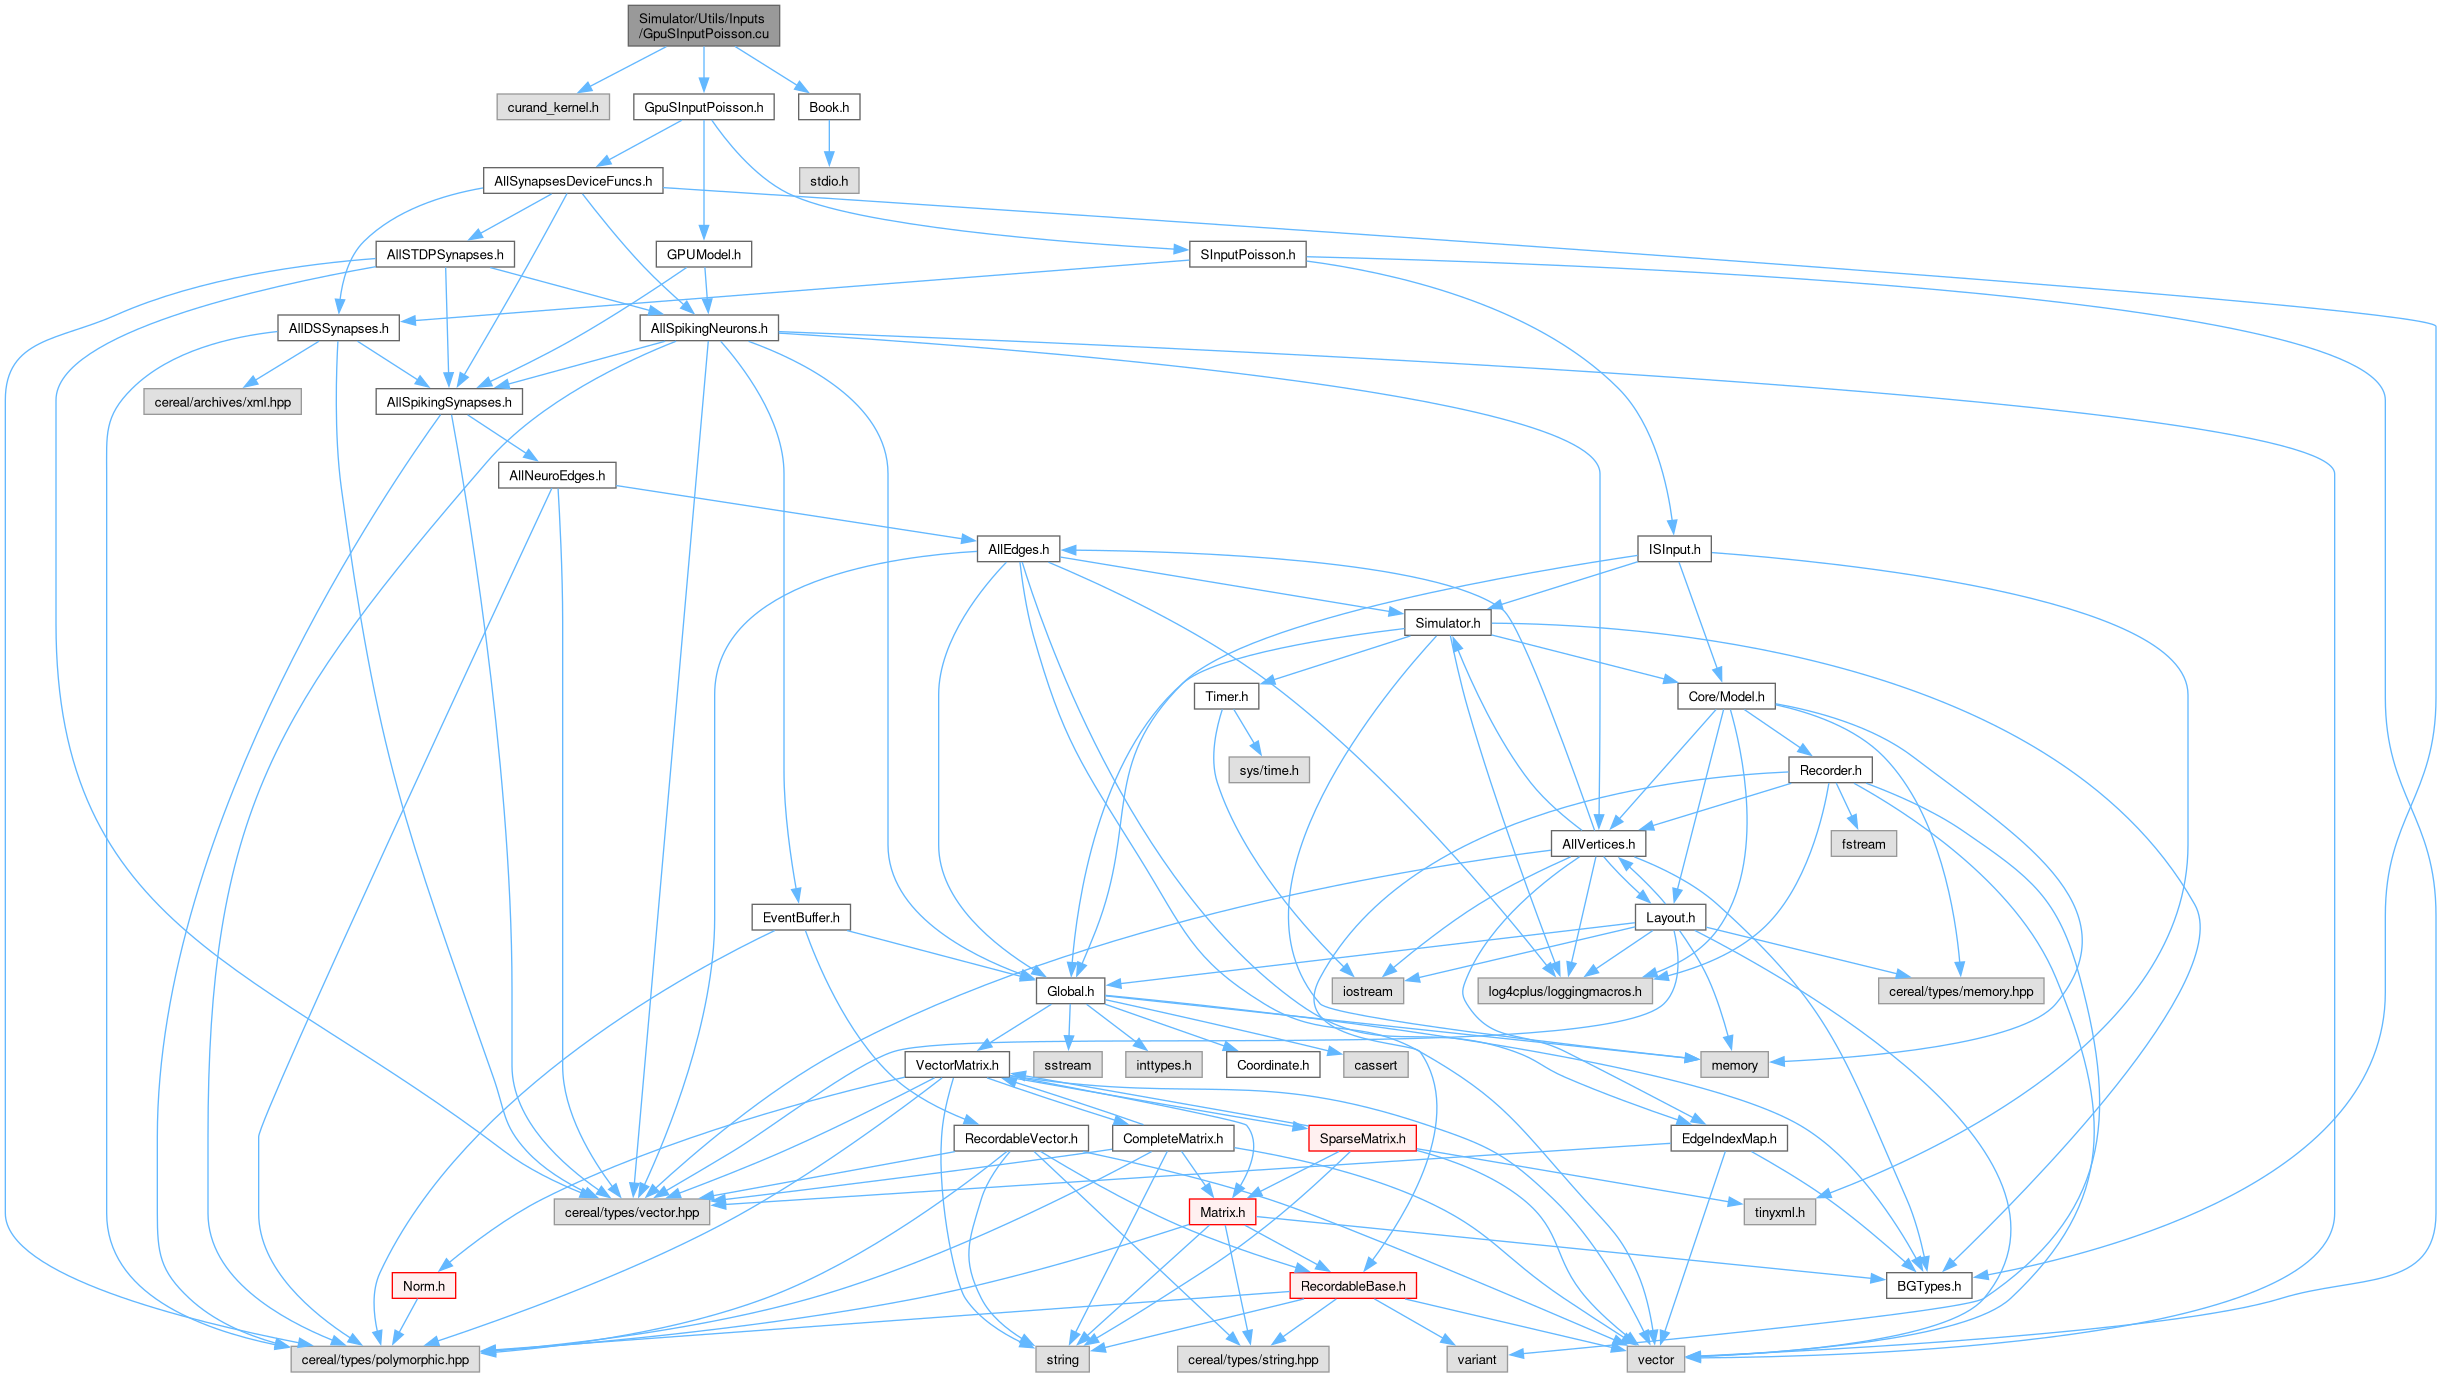 Simulator/Utils/Inputs
/GpuSInputPoisson.cu
curand_kernel.h
GpuSInputPoisson.h
Book.h
AllSynapsesDeviceFuncs.h
stdio.h
AllSTDPSynapses.h
GPUModel.h
SInputPoisson.h
AllDSSynapses.h
AllSpikingNeurons.h
cereal/archives/xml.hpp
AllSpikingSynapses.h
AllNeuroEdges.h
AllEdges.h
ISInput.h
Simulator.h
Timer.h
Core/Model.h
sys/time.h
Recorder.h
AllVertices.h
fstream
EventBuffer.h
Layout.h
Global.h
iostream
log4cplus/loggingmacros.h
cereal/types/memory.hpp
VectorMatrix.h
sstream
inttypes.h
Coordinate.h
cassert
memory
RecordableVector.h
CompleteMatrix.h
SparseMatrix.h
EdgeIndexMap.h
cereal/types/vector.hpp
Matrix.h
tinyxml.h
Norm.h
RecordableBase.h
BGTypes.h
cereal/types/polymorphic.hpp
string
cereal/types/string.hpp
variant
vector